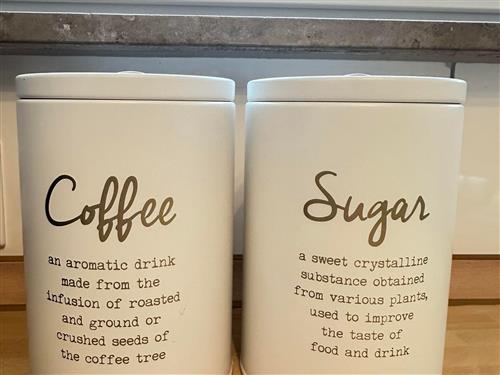 Coffee
an aromatic drink
made from the
infusion of roasted
and ground or
crushed seeds of
the coffee tree
Sugar
a sweet crystalline
substance obtained
from various plants,
used to improve
the taste of
food and drink